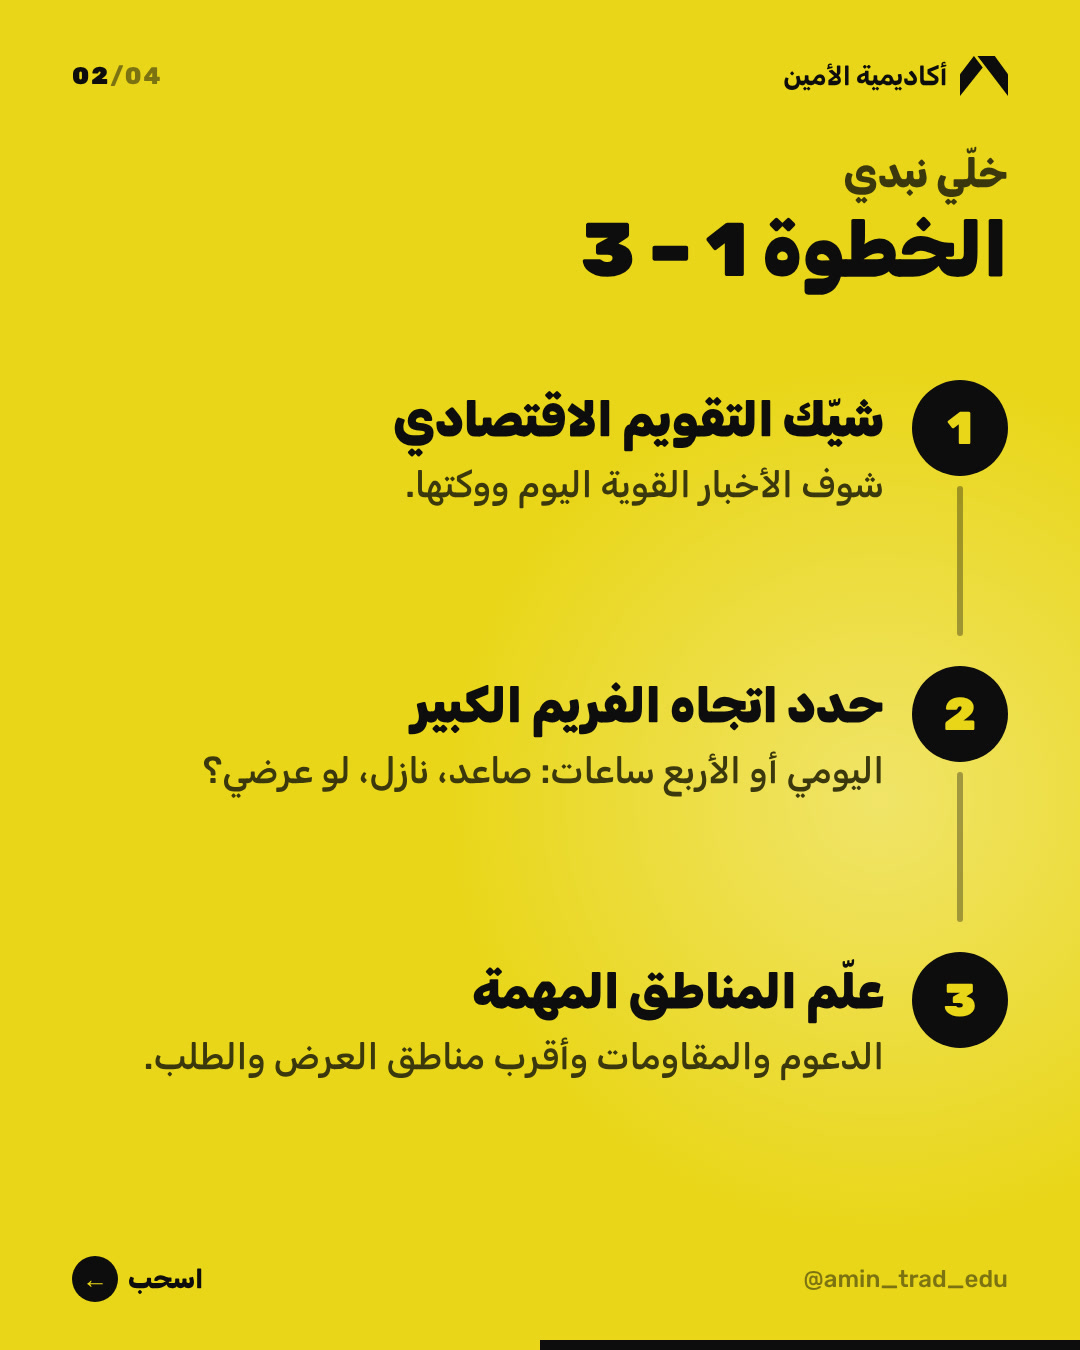 أكاديمية الأمين
02/04
خلّي نبدي
الخطوة 1 - 3
1
شيّك التقويم الاقتصادي
شوف الأخبار القوية اليوم ووكتها.
2
حدد اتجاه الفريم الكبير
اليومي أو الأربع ساعات: صاعد، نازل، لو عرضي؟
3
علّم المناطق المهمة
الدعوم والمقاومات وأقرب مناطق العرض والطلب.
@amin_trad_edu
اسحب ←